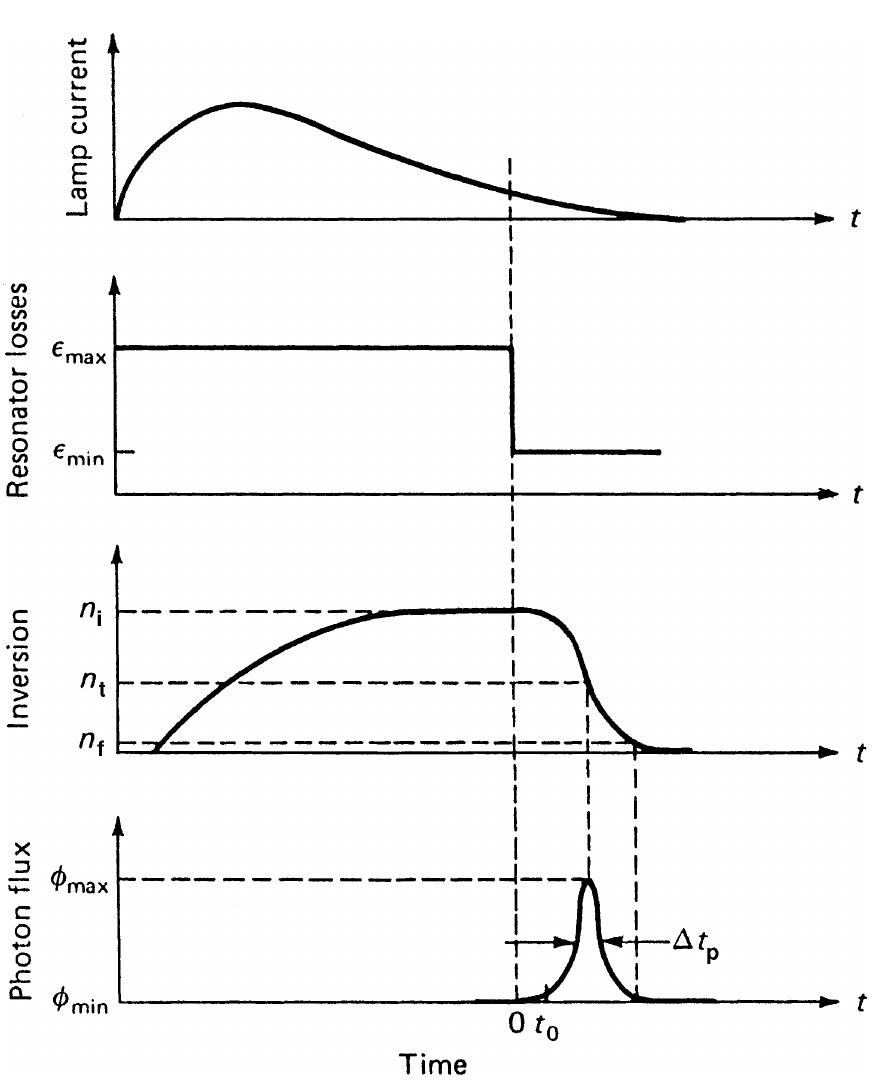 Lamp current
t
Resonator losses
ϵmax
ϵmin
t
Inversion
ni
nt
nf
t
Photon flux
ϕmax
Δtp
ϕmin
t
0 t0
Time